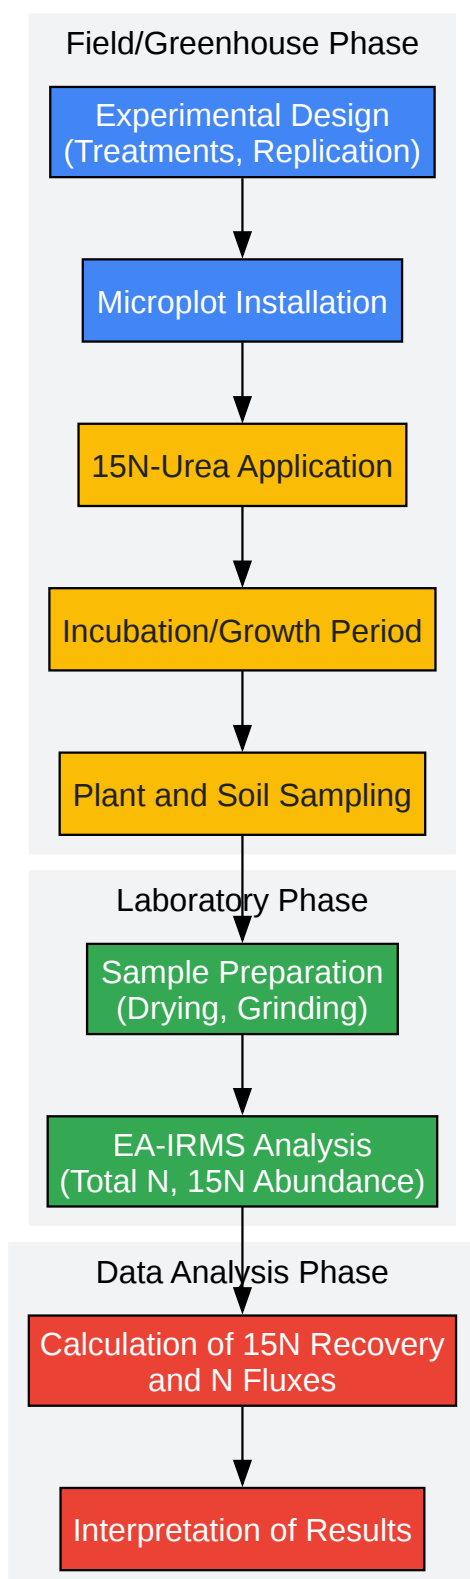 Field/Greenhouse Phase
Experimental Design
(Treatments, Replication)
Microplot Installation
15N-Urea Application
Incubation/Growth Period
Plant and Soil Sampling
Laboratory Phase
Sample Preparation
(Drying, Grinding)
EA-IRMS Analysis
(Total N, 15N Abundance)
Data Analysis Phase
Calculation of 15N Recovery
and N Fluxes
Interpretation of Results